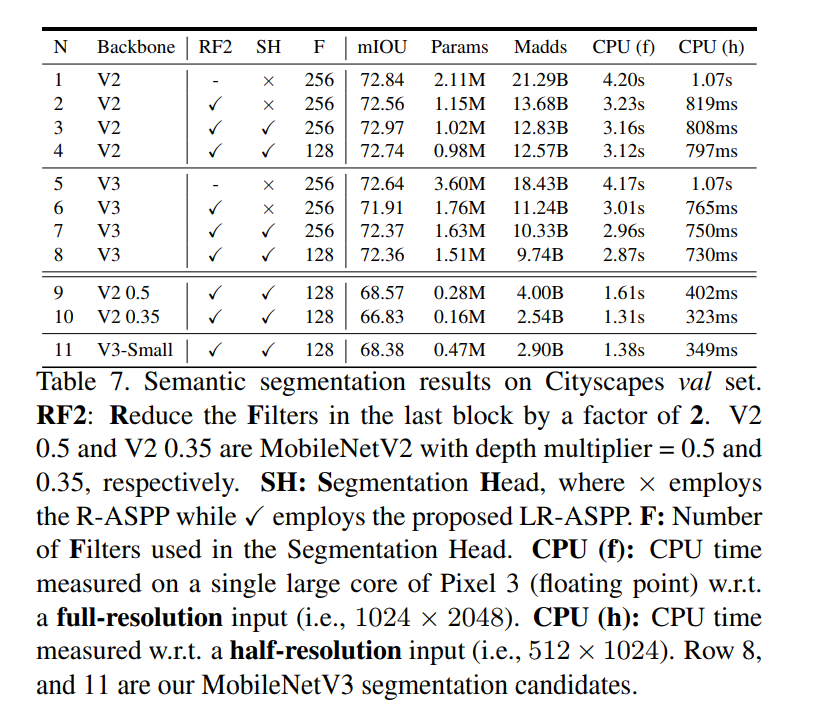 N Backbone RF2 SH F mIOU Params Madds CPU (f) CPU (h)
1 V2 - × 256 72.84 2.11M 21.29B 4.20s 1.07s
2 V2 ✓ × 256 72.56 1.15M 13.68B 3.23s 819ms
3 V2 ✓ ✓ 256 72.97 1.02M 12.83B 3.16s 808ms
4 V2 ✓ ✓ 128 72.74 0.98M 12.57B 3.12s 797ms
5 V3 - × 256 72.64 3.60M 18.43B 4.17s 1.07s
6 V3 ✓ × 256 71.91 1.76M 11.24B 3.01s 765ms
7 V3 ✓ ✓ 256 72.37 1.63M 10.33B 2.96s 750ms
8 V3 ✓ ✓ 128 72.36 1.51M 9.74B 2.87s 730ms
9 V2 0.5 ✓ ✓ 128 68.57 0.28M 4.00B 1.61s 402ms
10 V2 0.35 ✓ ✓ 128 66.83 0.16M 2.54B 1.31s 323ms
11 V3-Small ✓ ✓ 128 68.38 0.47M 2.90B 1.38s 349ms
Table 7. Semantic segmentation results on Cityscapes val set.
RF2: Reduce the Filters in the last block by a factor of 2. V2
0.5 and V2 0.35 are MobileNetV2 with depth multiplier = 0.5 and
0.35, respectively. SH: Segmentation Head, where × employs
the R-ASPP while ✓ employs the proposed LR-ASPP. F: Number
of Filters used in the Segmentation Head. CPU (f): CPU time
measured on a single large core of Pixel 3 (floating point) w.r.t.
a full-resolution input (i.e., 1024 × 2048). CPU (h): CPU time
measured w.r.t. a half-resolution input (i.e., 512 × 1024). Row 8,
and 11 are our MobileNetV3 segmentation candidates.